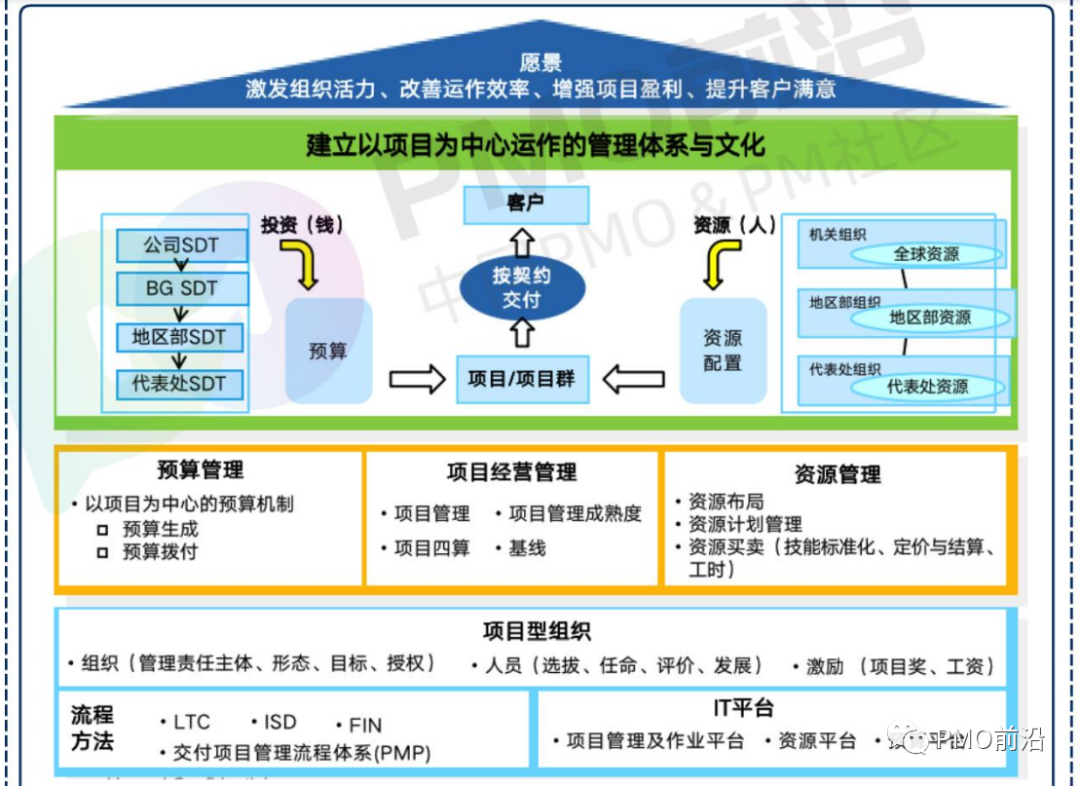 愿景
激发组织活力、改善运作效率、增强项目盈利、提升客户满意
建立以项目为中心运作的管理体系与文化
公司SDT
BG SDT
地区部SDT
代表处SDT
投资（钱）
预算
客户
按契约
交付
项目/项目群
资源（人）
资源
配置
机关组织
全球资源
地区部组织
地区部资源
代表处组织
代表处资源
预算管理
• 以项目为中心的预算机制
预算生成
预算拨付
项目经营管理
• 项目管理 • 项目管理成熟度
• 项目四算 • 基线
资源管理
• 资源布局
• 资源计划管理
• 资源买卖（技能标准化、定价与结算、
工时）
项目型组织
• 组织（管理责任主体、形态、目标、授权） • 人员（选拔、任命、评价、发展） • 激励 （项目奖、工资）
流程
方法
• LTC • ISD • FIN
• 交付项目管理流程体系(PMP)
IT平台
• 项目管理及作业平台 • 资源平台 •
PMO前沿
PMO前沿
中国PMO & PM社区